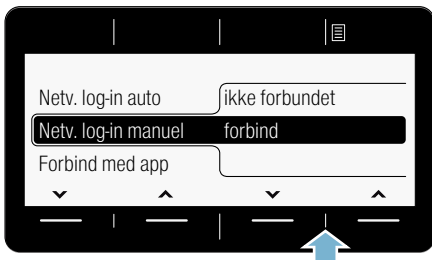 Netv. log-in auto ikke forbundet
Netv. log-in manuel forbind
Forbind med app